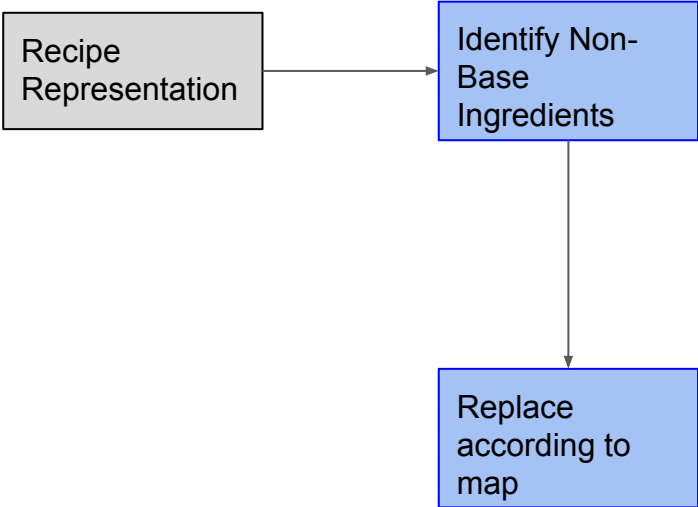 Recipe
Representation
Identify Non-
Base
Ingredients
Replace
according to
map